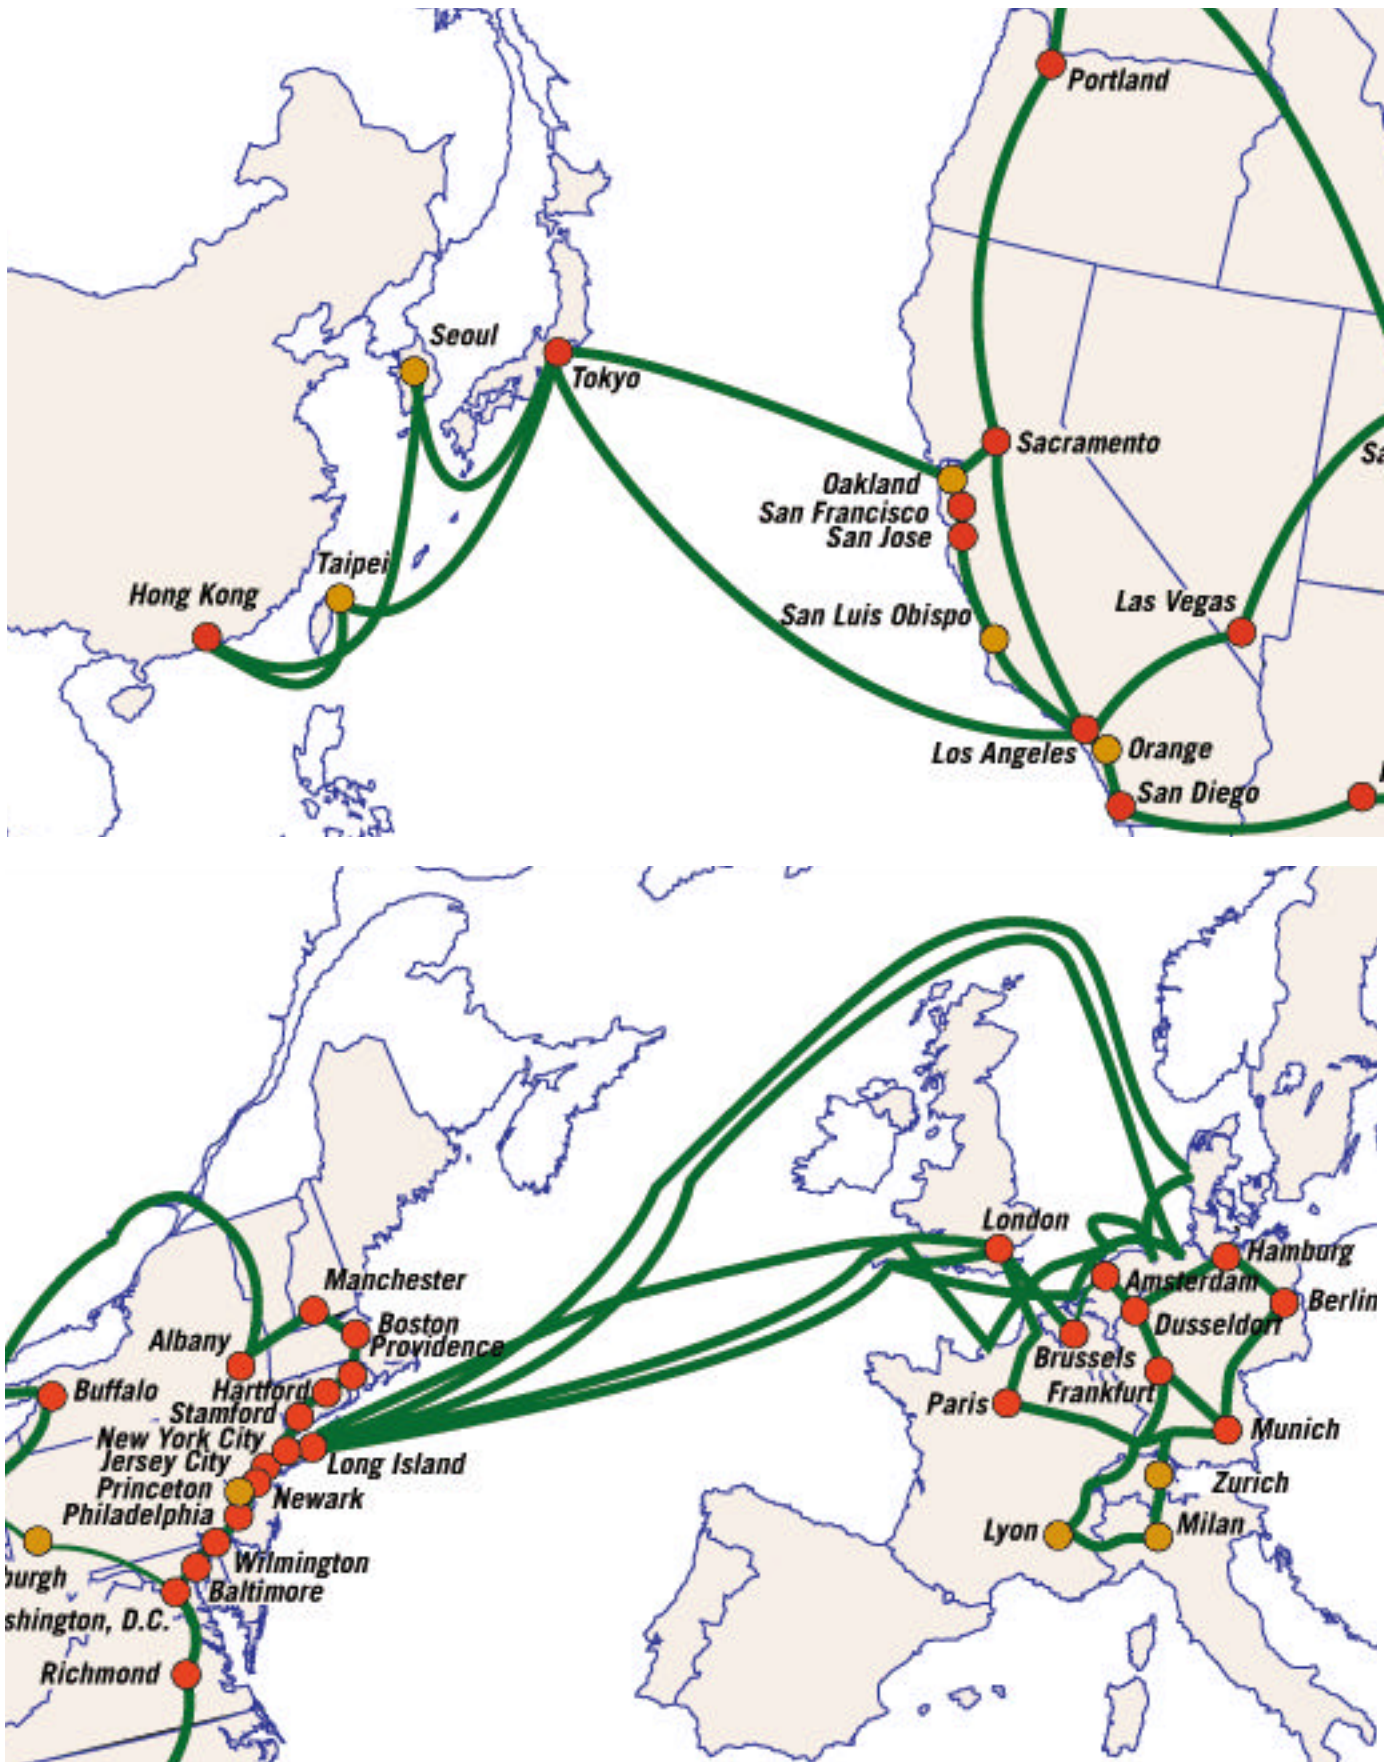 Portland
Seoul
Tokyo
Sacramento
Oakland
San Francisco
San Jose
Taipei
Hong Kong
Las Vegas
San Luis Obispo
Los Angeles
Orange
San Diego
London
Hamburg
Manchester
Amsterdam
Berlin
Boston
Dusseldorf
Albany
Providence
Brussels
Buffalo
Hartford
Frankfurt
Stamford
Paris
New York City
Munich
Jersey City
Long Island
Princeton
Newark
Zurich
Philadelphia
Lyon
Milan
Wilmington
burgh
Baltimore
shington, D.C.
Richmond